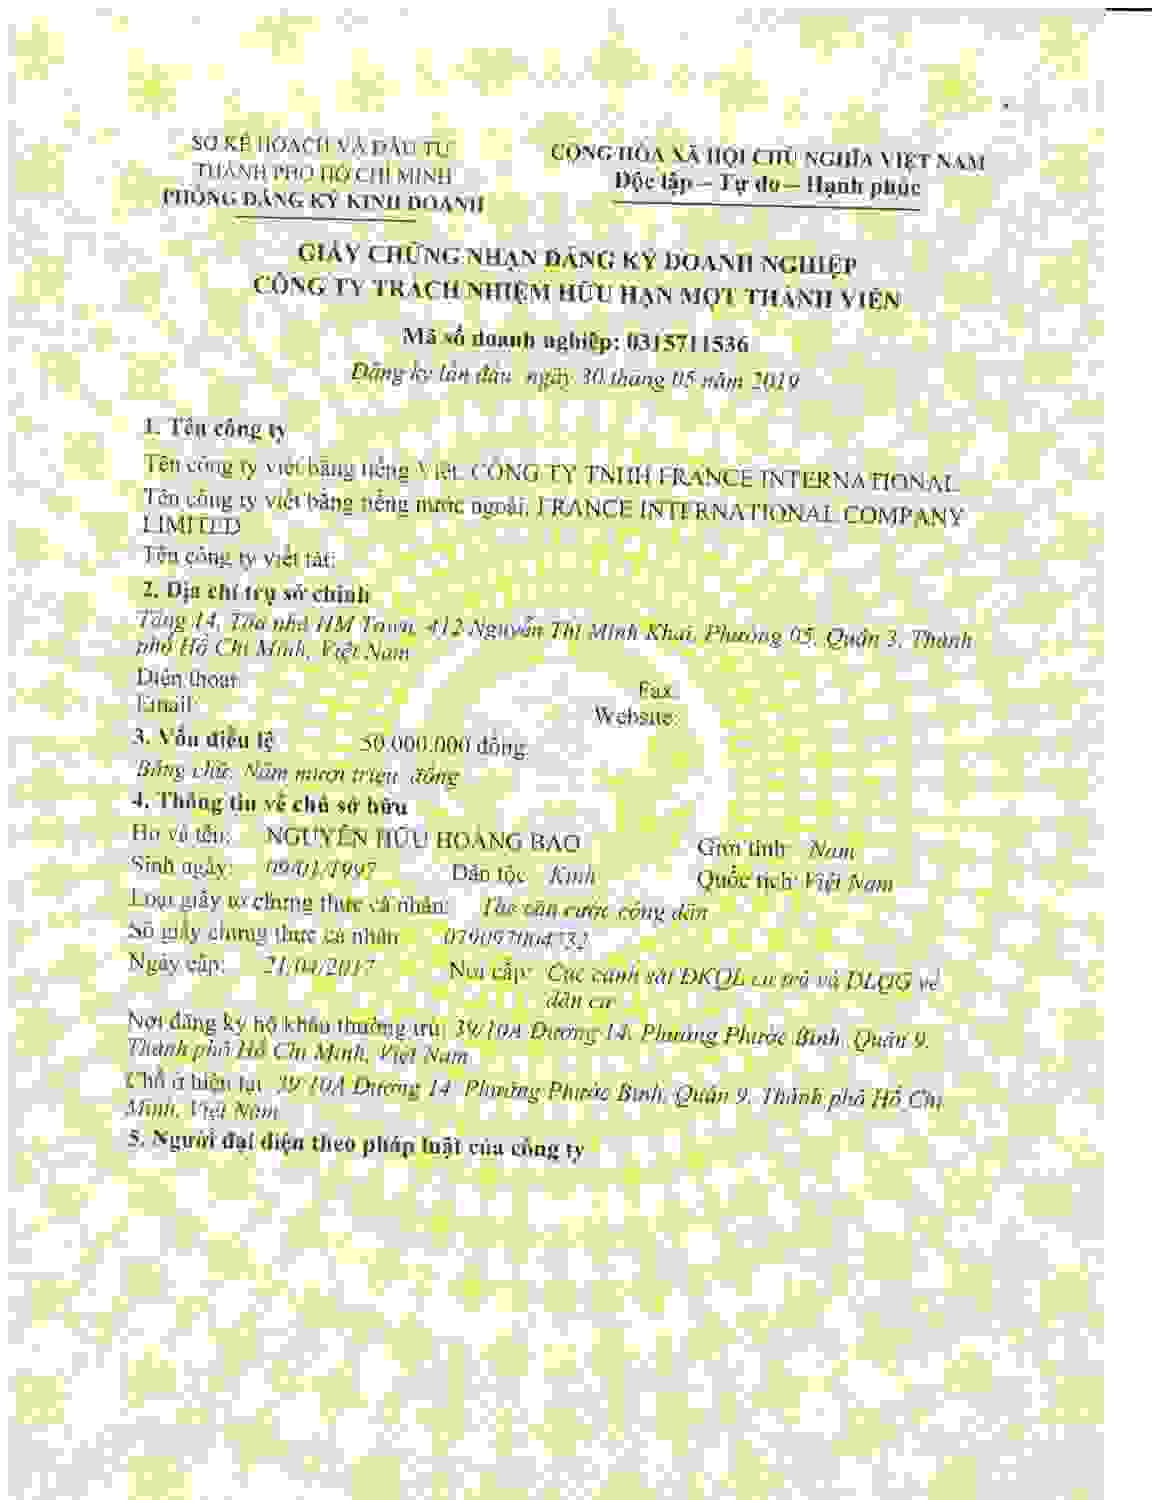 SỞ KẾ HOẠCH VÀ ĐẦU TƯ
THÀNH PHỐ HỒ CHÍ MINH
PHÒNG ĐĂNG KÝ KINH DOANH
CỘNG HÒA XÃ HỘI CHỦ NGHĨA VIỆT NAM
Độc lập – Tự do – Hạnh phúc
GIẤY CHỨNG NHẬN ĐĂNG KÝ DOANH NGHIỆP
CÔNG TY TRÁCH NHIỆM HỮU HẠN MỘT THÀNH VIÊN
Mã số doanh nghiệp: 0315711536
Đăng ký lần đầu, ngày 30 tháng 05 năm 2019
1. Tên công ty
Tên công ty viết bằng tiếng Việt: CÔNG TY TNHH FRANCE INTERNATIONAL
Tên công ty viết bằng tiếng nước ngoài: FRANCE INTERNATIONAL COMPANY
LIMITED
Tên công ty viết tắt:
2. Địa chỉ trụ sở chính
Tầng 14, Tòa nhà HM Town, 412 Nguyễn Thị Minh Khai, Phường 05, Quận 3, Thành
phố Hồ Chí Minh, Việt Nam
Điện thoại:
Fax:
Email:
Website:
3. Vốn điều lệ 50.000.000 đồng
Bằng chữ: Năm mươi triệu đồng
4. Thông tin về chủ sở hữu
Họ và tên: NGUYỄN HỮU HOÀNG BẢO Giới tính: Nam
Sinh ngày: 09/01/1997 Dân tộc: Kinh Quốc tịch: Việt Nam
Loại giấy tờ chứng thực cá nhân: Thẻ căn cước công dân
Số giấy chứng thực cá nhân: 079097004732
Ngày cấp: 21/04/2017 Nơi cấp: Cục cảnh sát ĐKQL cư trú và DLQG về
dân cư
Nơi đăng ký hộ khẩu thường trú: 39/10A Đường 14, Phường Phước Bình, Quận 9,
Thành phố Hồ Chí Minh, Việt Nam
Chỗ ở hiện tại: 39/10A Đường 14, Phường Phước Bình, Quận 9, Thành phố Hồ Chí
Minh, Việt Nam
5. Người đại diện theo pháp luật của công ty